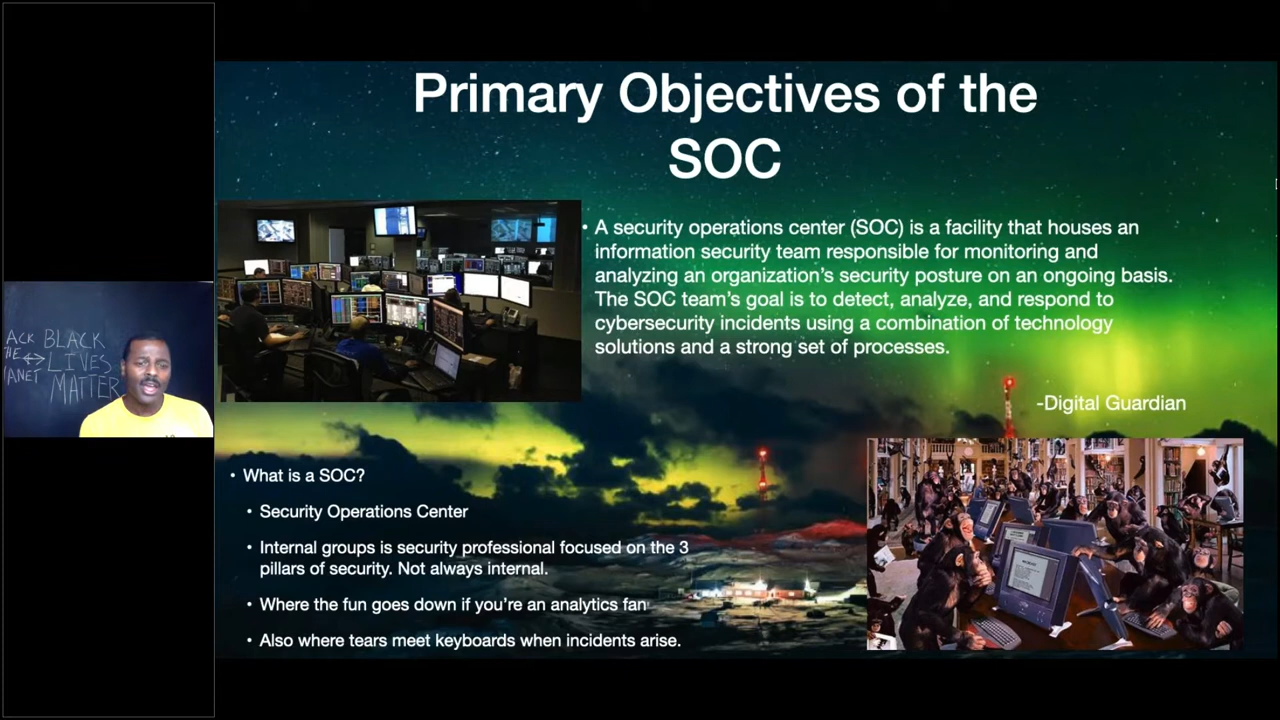 Primary Objectives of the
SOC
• A security operations center (SOC) is a facility that houses an
information security team responsible for monitoring and
analyzing an organization's security posture on an ongoing basis.
The SOC team's goal is to detect, analyze, and respond to
cybersecurity incidents using a combination of technology
solutions and a strong set of processes.
-Digital Guardian
• What is a SOC?
• Security Operations Center
• Internal groups is security professional focused on the 3
pillars of security. Not always internal.
• Where the fun goes down if you're an analytics fan
• Also where tears meet keyboards when incidents arise.
ACK BLACK
LIVES
ANET MATTER